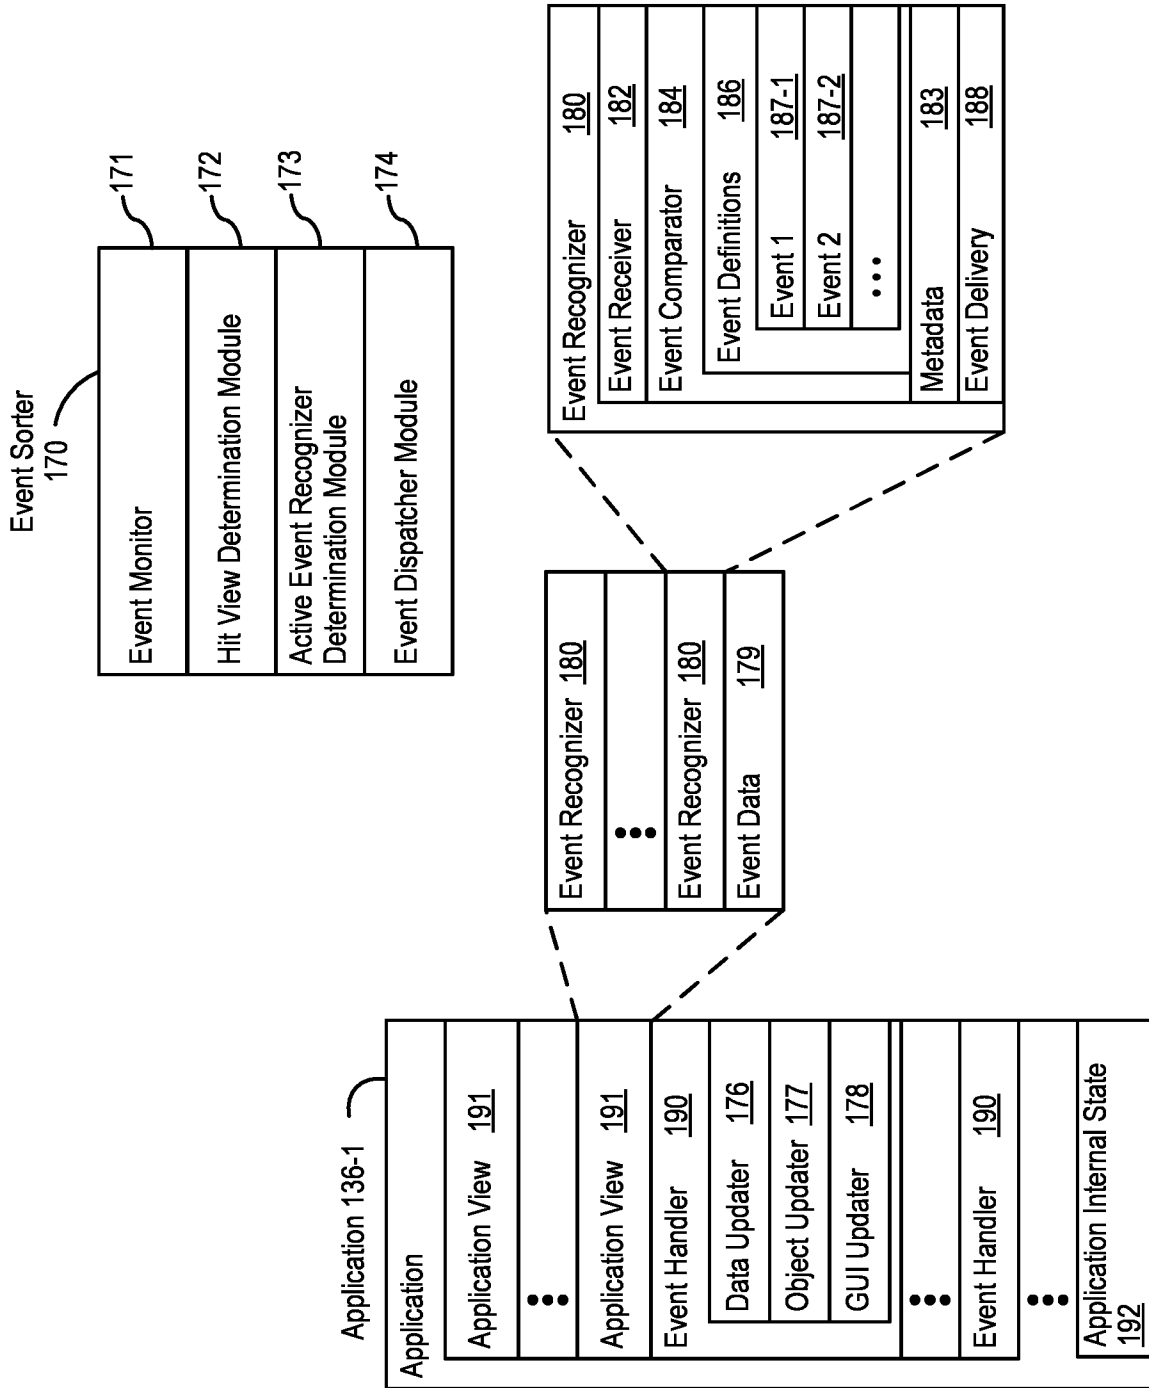 Event Sorter
170
Event Monitor
171
Hit View Determination Module
172
Active Event Recognizer
Determination Module
173
Event Dispatcher Module
174
Application 136-1
Application
Application View 191
•••
Application View 191
Event Handler 190
Data Updater 176
Object Updater 177
GUI Updater 178
•••
Event Handler 190
•••
Application Internal State
192
Event Recognizer 180
•••
Event Recognizer 180
Event Data 179
Event Recognizer 180
Event Receiver 182
Event Comparator 184
Event Definitions 186
Event 1 187-1
Event 2 187-2
••••
Metadata 183
Event Delivery 188